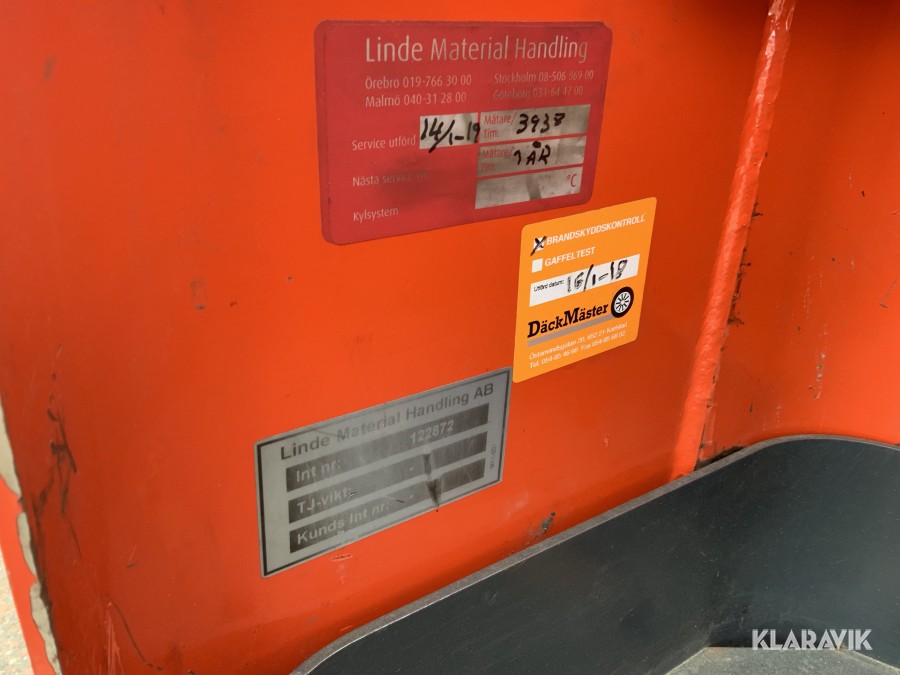 Linde Material Handling
Örebro 019-766 30 00 Stockholm 08-506 869 00
Malmö 040-31 28 00 Göteborg 031-64 47 00
Service utförd 14/1-19 Mätare/Tim. 3938
Nästa service 1 ÅR
Kylsystem °C
X BRANDSKYDDSKONTROLL
GAFFELTEST
Utförd datum: 16/1-18
DäckMäster
Linde Material Handling AB
Int nr: 122872
TJ-vikt: -
Kunds Int nr: -
KLARAVIK